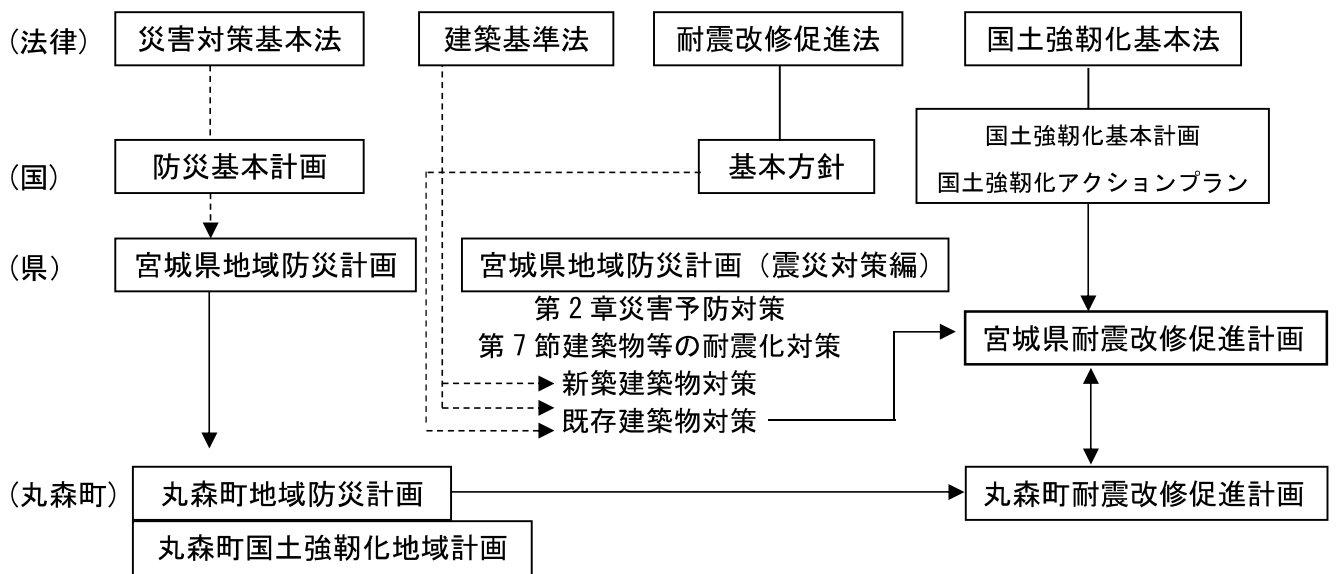 (法律) 災害対策基本法 建築基準法 耐震改修促進法 国土強靭化基本法
国土強靭化基本計画
(国) 防災基本計画 基本方針
国土強靭化アクションプラン
(県) 宮城県地域防災計画 宮城県地域防災計画（震災対策編）
第2章災害予防対策
第7節建築物等の耐震化対策 宮城県耐震改修促進計画
新築建築物対策
既存建築物対策
(丸森町) 丸森町地域防災計画 丸森町耐震改修促進計画
丸森町国土強靭化地域計画